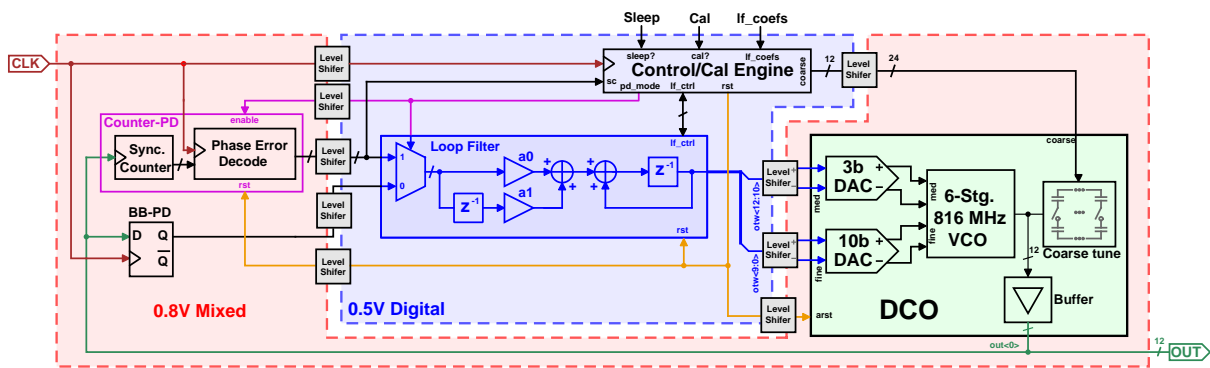 Sleep
Cal
lf_coefs
CLK
Level
Shifer
sleep?
cal?
lf_coefs
Control/Cal Engine
sc
pd_mode
lf_ctrl
rst
coarse
12
Level
Shifer
24
Level
Shifer
enable
Counter-PD
Sync.
Counter
Phase Error
Decode
rst
Level
Shifer
Loop Filter
lf_ctrl
1
0
a0
a1
z-1
z-1
+
+
+
+
rst
BB-PD
D
Q
Q
Level
Shifer
Level
Shifer
0.8V Mixed
0.5V Digital
otw<12:10>
otw<9:0>
Level
Shifer
+
−
Level
Shifer
+
−
Level
Shifer
arst
med
fine
3b
DAC
+
−
10b
DAC
+
−
med
fine
6-Stg.
816 MHz
VCO
coarse
Coarse tune
12
Buffer
DCO
out<0>
12
OUT